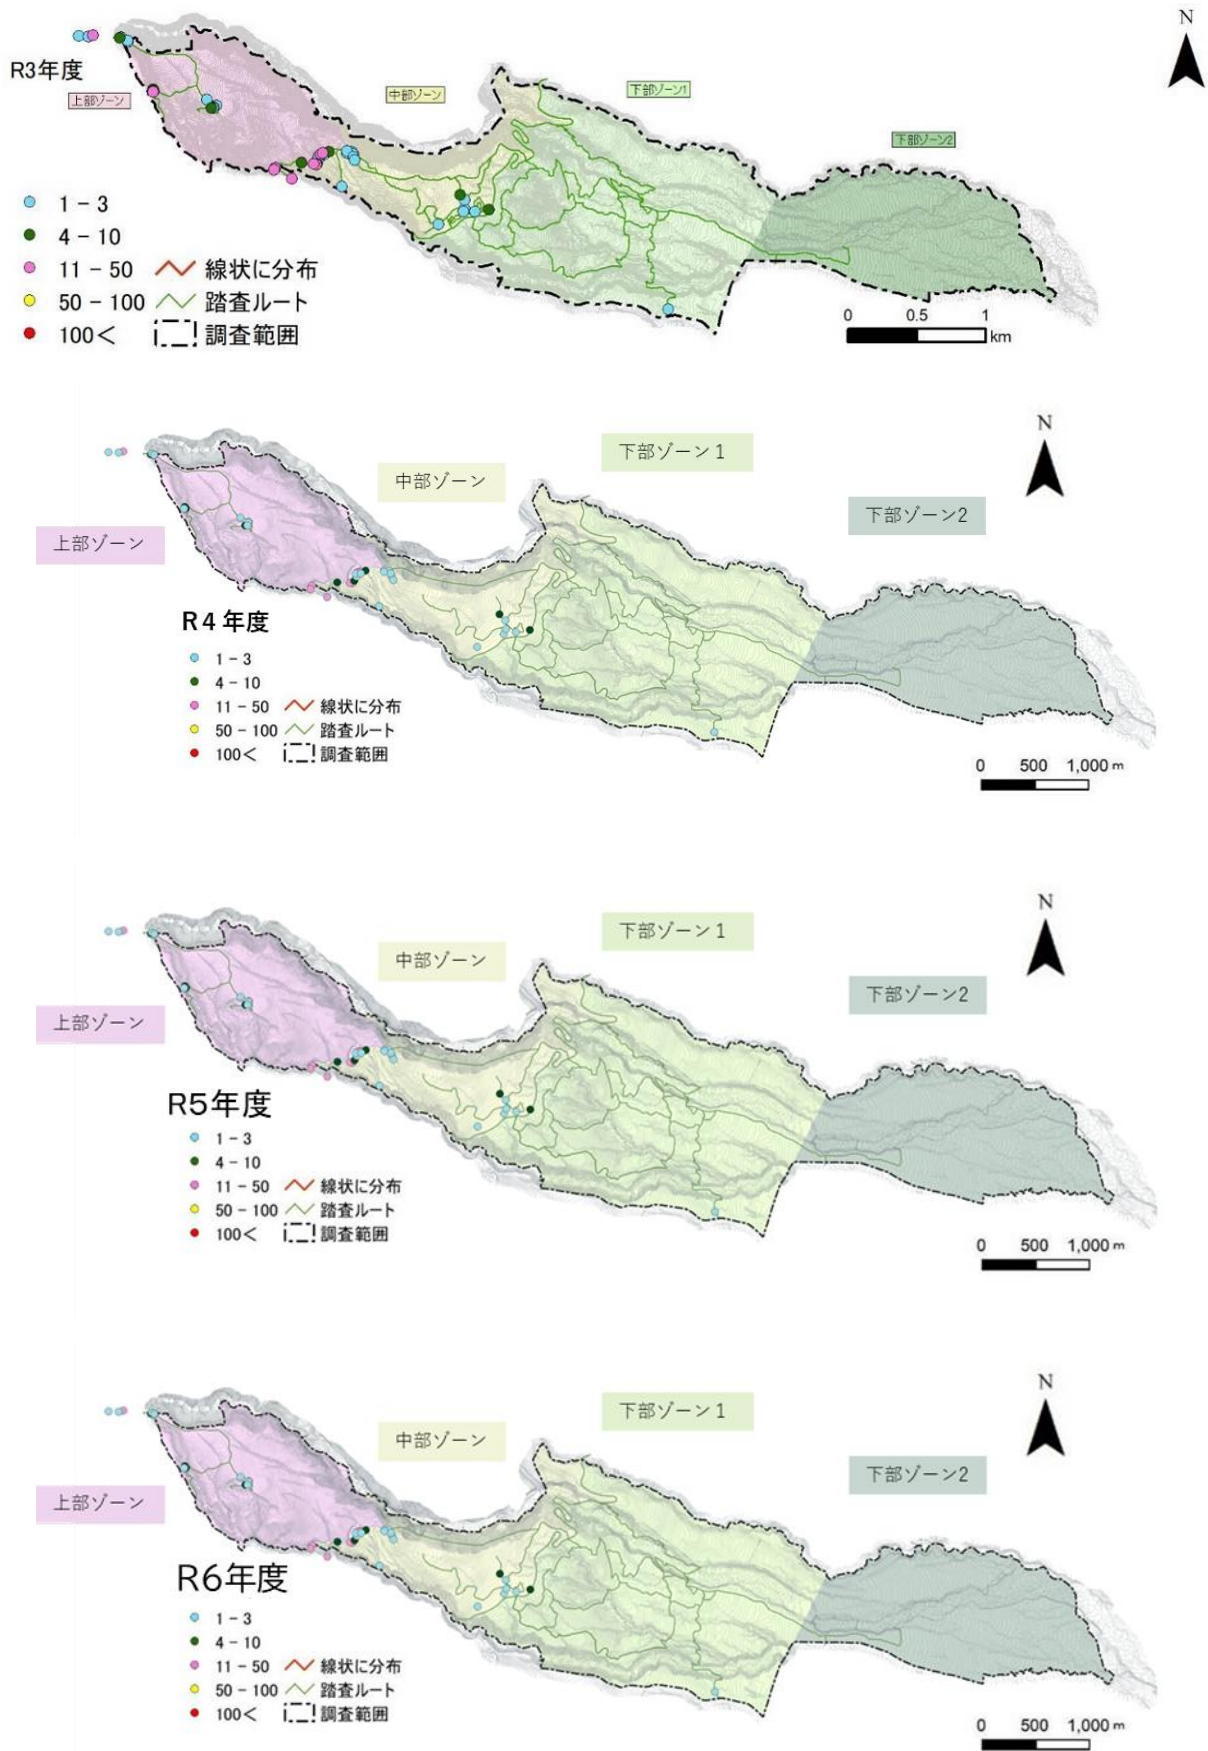 N
R3年度
上部ゾーン
中部ゾーン
下部ゾーン1
下部ゾーン2
1 - 3
4 - 10
11 - 50 線状に分布
50 - 100 踏査ルート
100< 調査範囲
0 0.5 1
km
N
下部ゾーン1
中部ゾーン
下部ゾーン2
上部ゾーン
R4年度
1 - 3
4 - 10
11 - 50 線状に分布
50 - 100 踏査ルート
100< 調査範囲
0 500 1,000 m
N
下部ゾーン1
中部ゾーン
下部ゾーン2
上部ゾーン
R5年度
1 - 3
4 - 10
11 - 50 線状に分布
50 - 100 踏査ルート
100< 調査範囲
0 500 1,000 m
N
下部ゾーン1
中部ゾーン
下部ゾーン2
上部ゾーン
R6年度
1 - 3
4 - 10
11 - 50 線状に分布
50 - 100 踏査ルート
100< 調査範囲
0 500 1,000 m